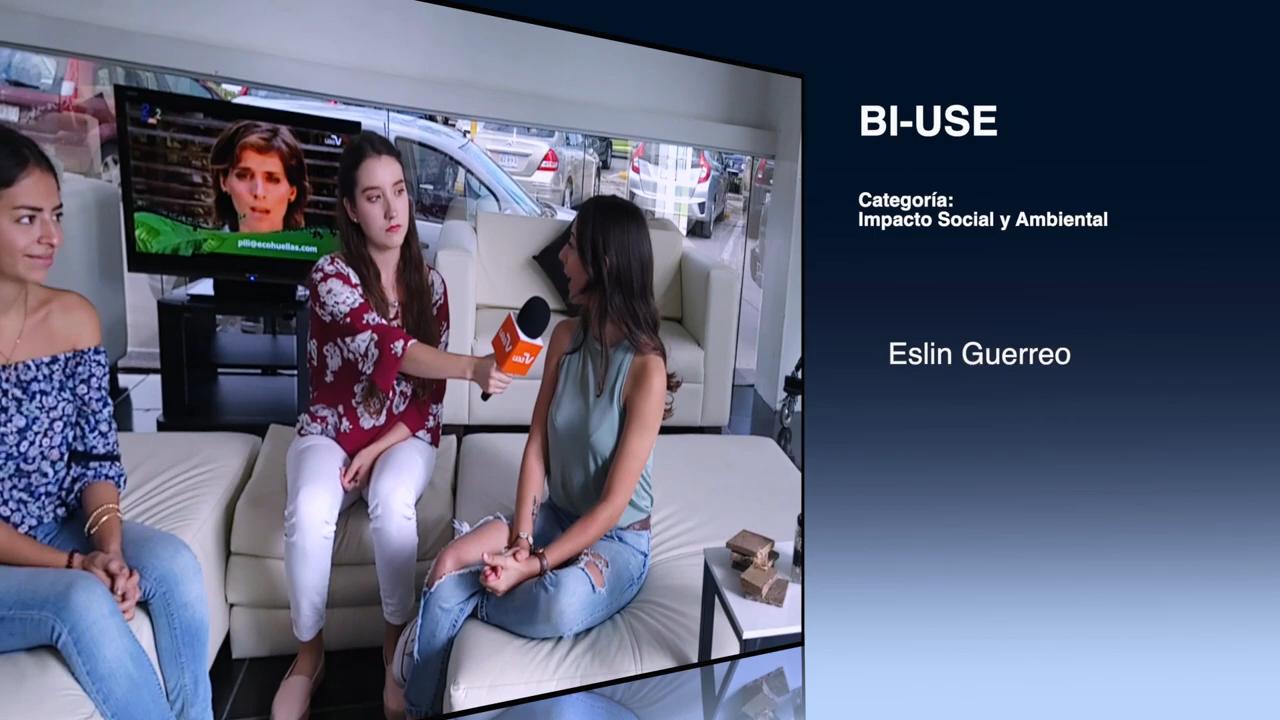 BI-USE
Categoría:
Impacto Social y Ambiental
Eslin Guerreo
pili@ecohuellas.com